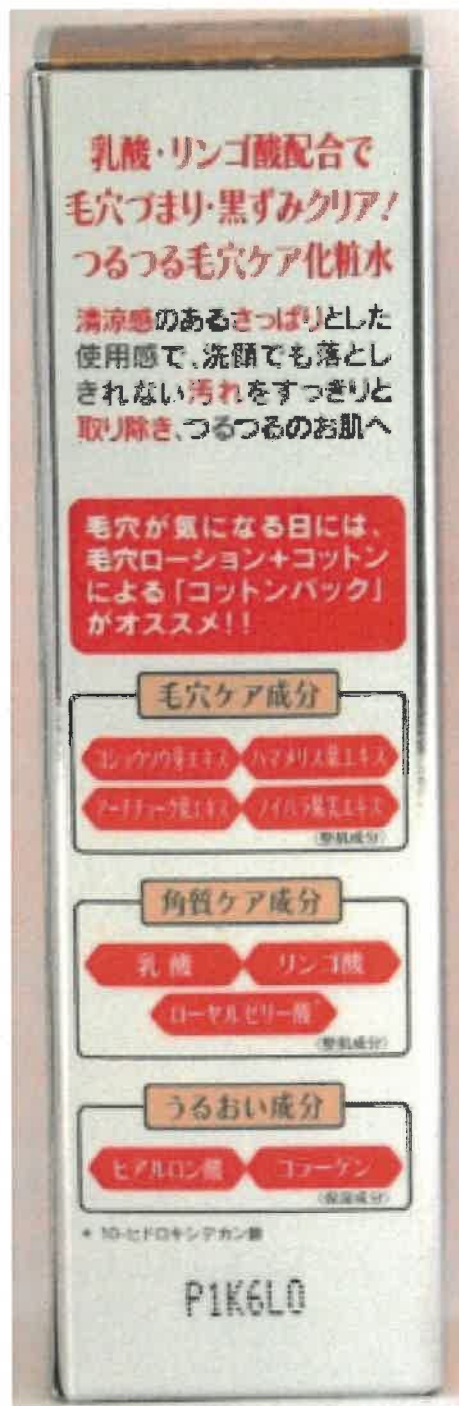 乳酸・リンゴ酸配合で
毛穴づまり・黒ずみクリア!
つるつる毛穴ケア化粧水
清涼感のあるさっぱりとした
使用感で、洗顔でも落とし
きれない汚れをすっきりと
取り除き、つるつるのお肌へ
毛穴が気になる日には、
毛穴ローション+コットン
による「コットンパック」
がオススメ!!
毛穴ケア成分
ハマメリス葉エキス
アーチチョーク葉エキス ノイバラ果実エキス
(整肌成分)
角質ケア成分
乳酸 リンゴ酸
ローヤルゼリー酸*
(整肌成分)
うるおい成分
ヒアルロン酸 コラーゲン
(保湿成分)
* 10-ヒドロキシデカン酸
P1K6L0